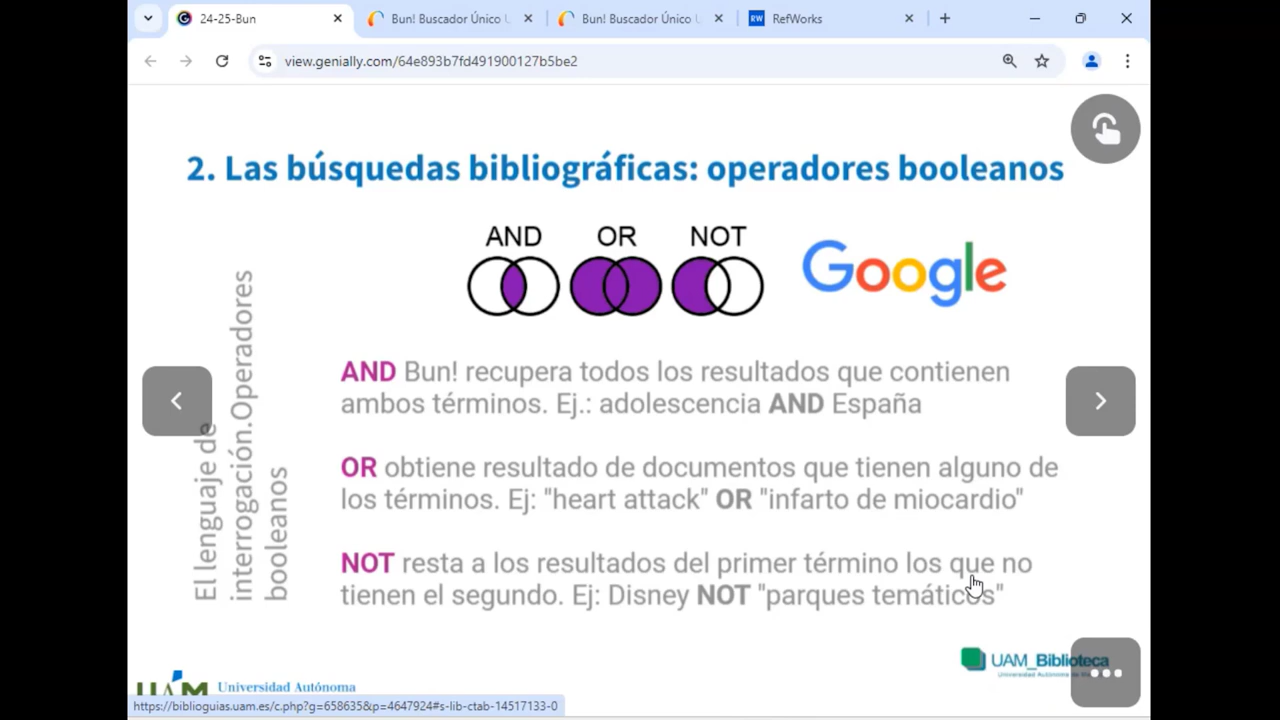 24-25-Bun
Bun! Buscador Único U
Bun! Buscador Único U
RW RefWorks
view.genially.com/64e893b7fd491900127b5be2
2. Las búsquedas bibliográficas: operadores booleanos
AND OR NOT
Google
El lenguaje de
interrogación.Operadores
booleanos
AND Bun! recupera todos los resultados que contienen
ambos términos. Ej.: adolescencia AND España
OR obtiene resultado de documentos que tienen alguno de
los términos. Ej: "heart attack" OR "infarto de miocardio"
NOT resta a los resultados del primer término los que no
tienen el segundo. Ej: Disney NOT "parques temáticos"
UAM_Biblioteca
UAM Universidad Autónoma
https://biblioguias.uam.es/c.php?g=658635&p=4647924#s-lib-ctab-14517133-0